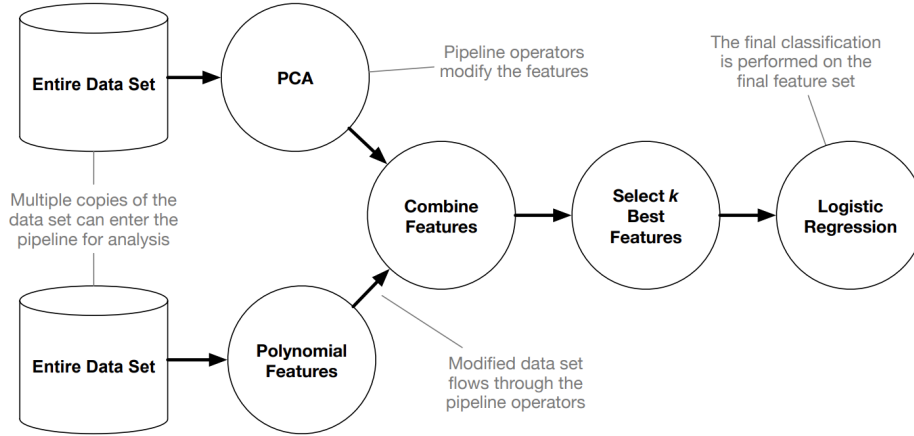 Entire Data Set
PCA
Pipeline operators
modify the features
The final classification
is performed on the
final feature set
Multiple copies of the
data set can enter the
pipeline for analysis
Combine
Features
Select k
Best
Features
Logistic
Regression
Entire Data Set
Polynomial
Features
Modified data set
flows through the
pipeline operators